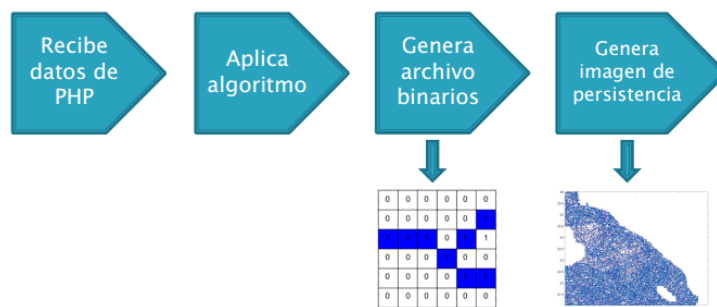 Recibe
datos de
PHP
Aplica
algoritmo
Genera
archivo
binarios
Genera
imagen de
persistencia
0 0 0 0 0 0
0 0 0 0 0
0 1
0 0 0 0 0
0 0 0 0
0 0 0 0 0 0